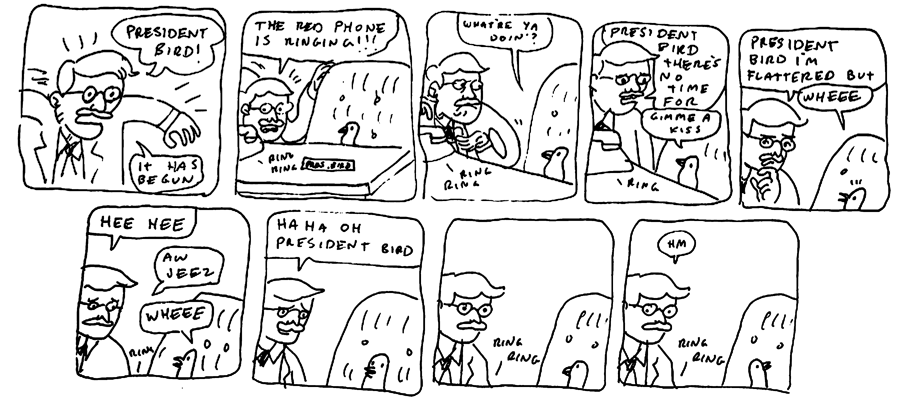 PRESIDENT
BIRD!
IT HAS
BEGUN
THE RED PHONE
IS RINGING!!!
RING
RING
PRES. BIRD
WHAT'RE YA
DOIN'?
RING
RING
PRESIDENT
BIRD
THERE'S
NO
TIME
FOR
GIMME A
KISS
RING
PRESIDENT
BIRD I'M
FLATTERED BUT
WHEEE
HEE HEE
AW
JEEZ
WHEEE
RING
HA HA OH
PRESIDENT BIRD
RING
RING
HM
RING
RING